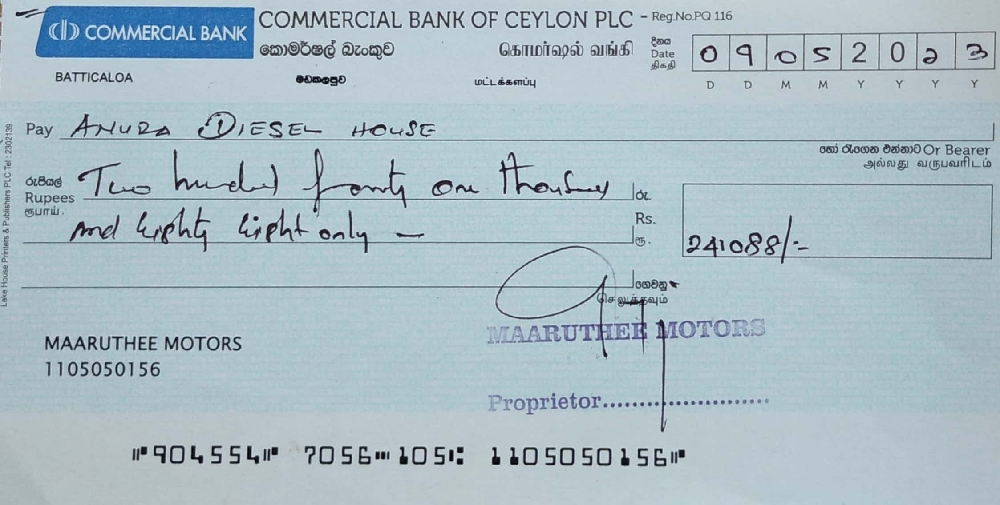 COMMERCIAL BANK
COMMERCIAL BANK OF CEYLON PLC - Reg.No.PQ 116
කොමර්ෂල් බැංකුව கொமர்ஷல் வங்கி
BATTICALOA මඩකලපුව மட்டக்களப்பு
දිනය
Date
திகதி
0 9 0 5 2 0 2 3
D D M M Y Y Y Y
Pay ANURA DIESEL HOUSE
හෝ රැගෙන එන්නාට Or Bearer
அல்லது வருபவரிடம்
රුපියල්
Rupees
ரூபாய்.
Two hundred fourty one thousand
and Eighty Eight only -
රු.
Rs.
ரூ.
241088/-
ගෙවනු
செலுத்தவும்
MAARUTHEE MOTORS
Proprietor
MAARUTHEE MOTORS
1105050156
Lake House Printers & Publishers PLC Tel : 2302139
⑈904554⑈ 7056⑉105⑆ 1105050156⑈